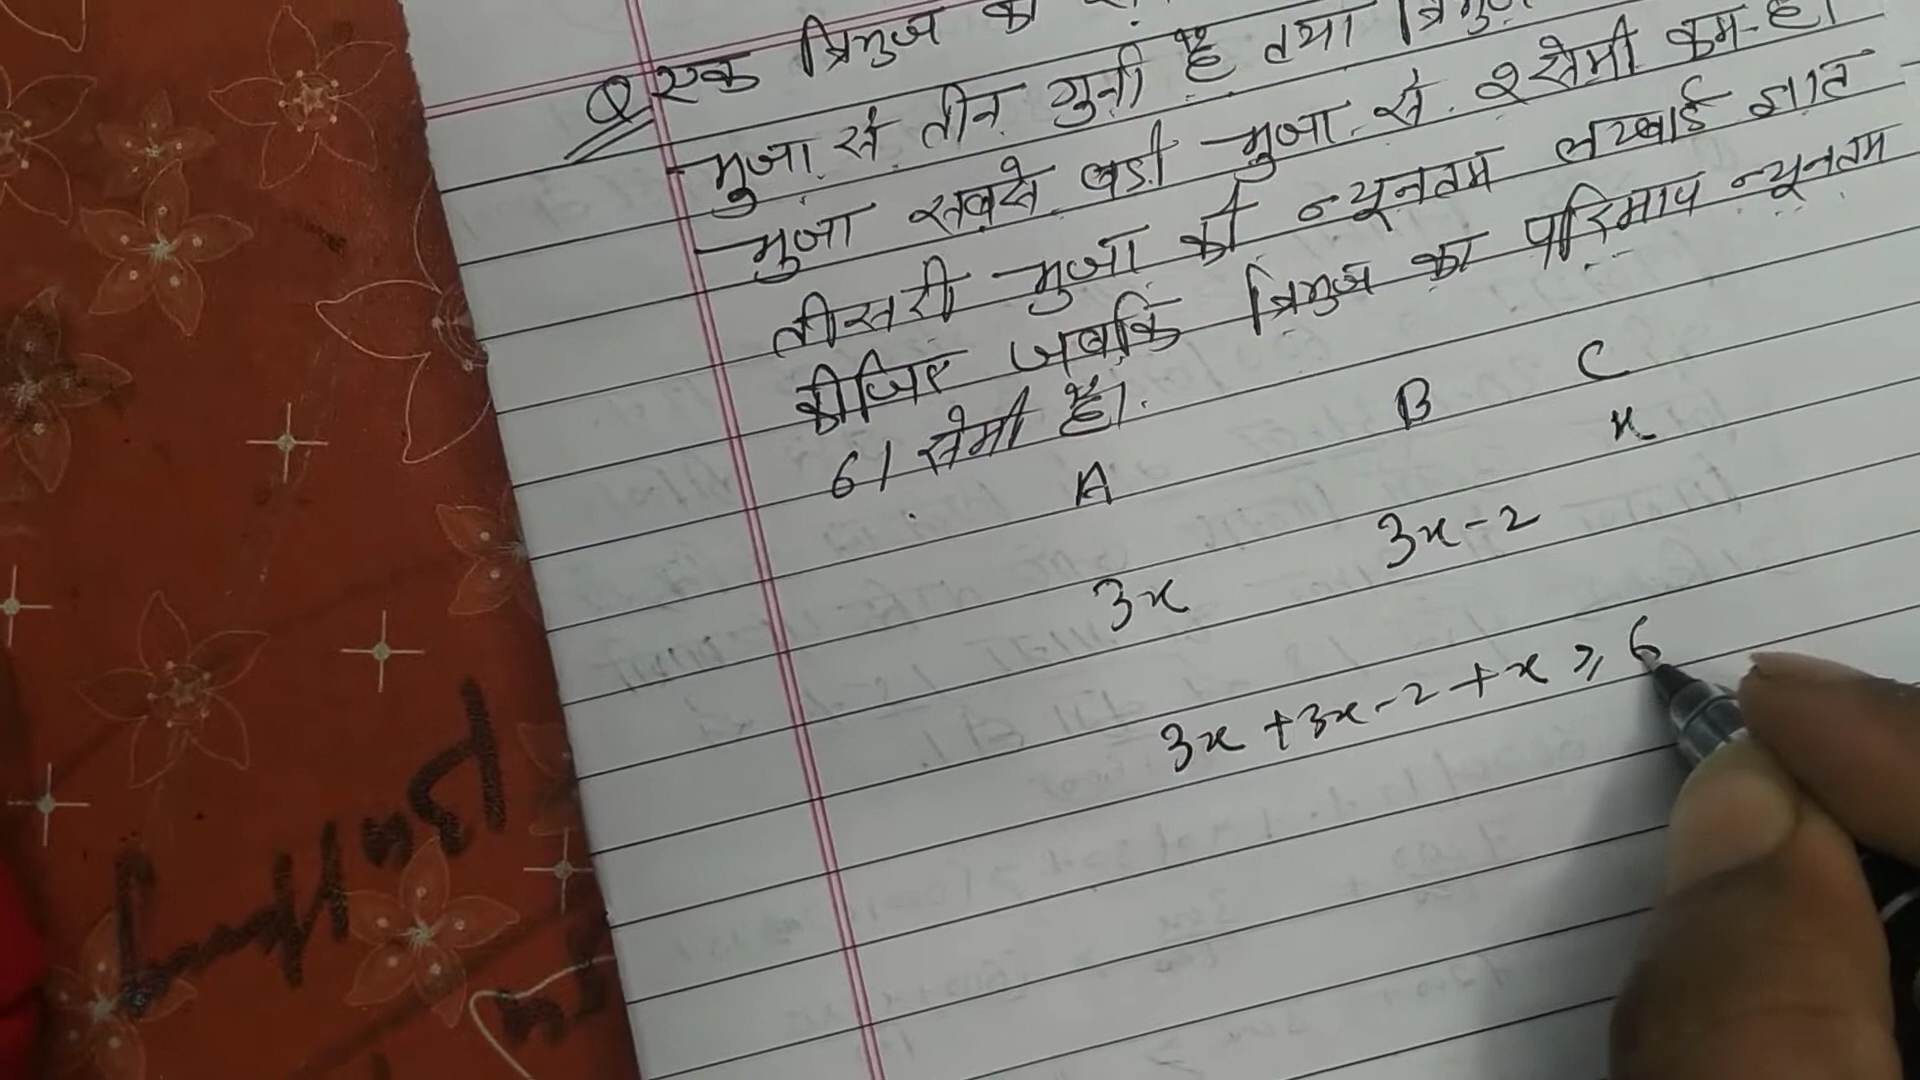 Q एक त्रिभुज की
भुजा से तीन गुनी है तथा त्रिभुज
भुजा सबसे बडी भुजा से 2 सेमी कम है।
तीसरी भुजा की न्यूनतम लम्बाई ज्ञात
कीजिए जबकि त्रिभुज का परिमाप न्यूनतम
61 सेमी है।
A B C
3x 3x-2 x
3x+3x-2+x ≥ 6